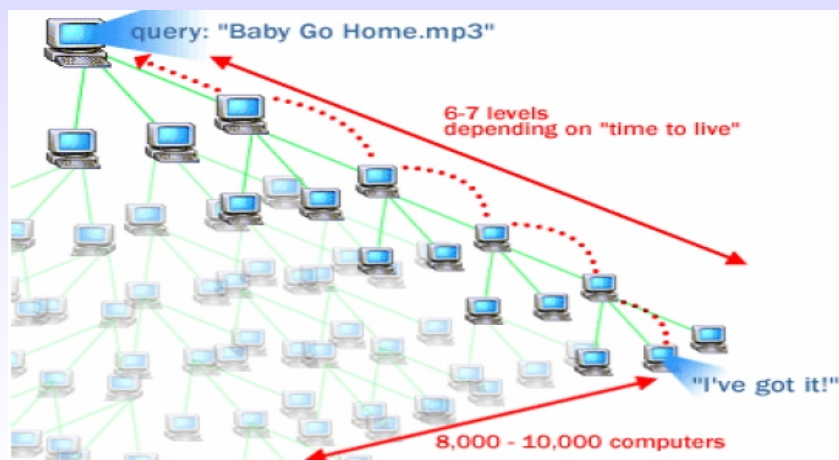 query: "Baby Go Home.mp3"
6-7 levels
depending on "time to live"
"I've got it!"
8,000 - 10,000 computers